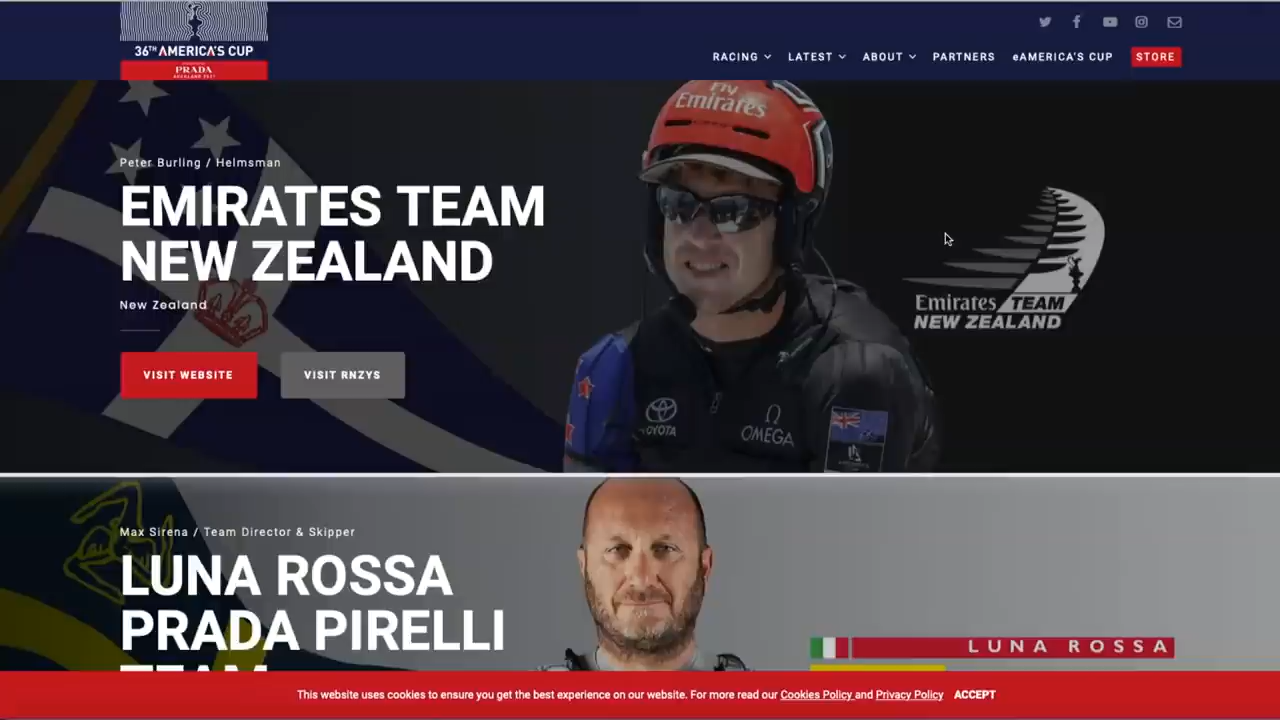 36TH AMERICA'S CUP
PRADA
RACING
LATEST
ABOUT
PARTNERS
eAMERICA'S CUP
STORE
Fly
Emirates
Peter Burling / Helmsman
EMIRATES TEAM
NEW ZEALAND
New Zealand
VISIT WEBSITE
VISIT RNZYS
Emirates TEAM
NEW ZEALAND
TOYOTA
OMEGA
Max Sirena / Team Director & Skipper
LUNA ROSSA
PRADA PIRELLI
TEAM
LUNA ROSSA
This website uses cookies to ensure you get the best experience on our website. For more read our Cookies Policy and Privacy Policy ACCEPT